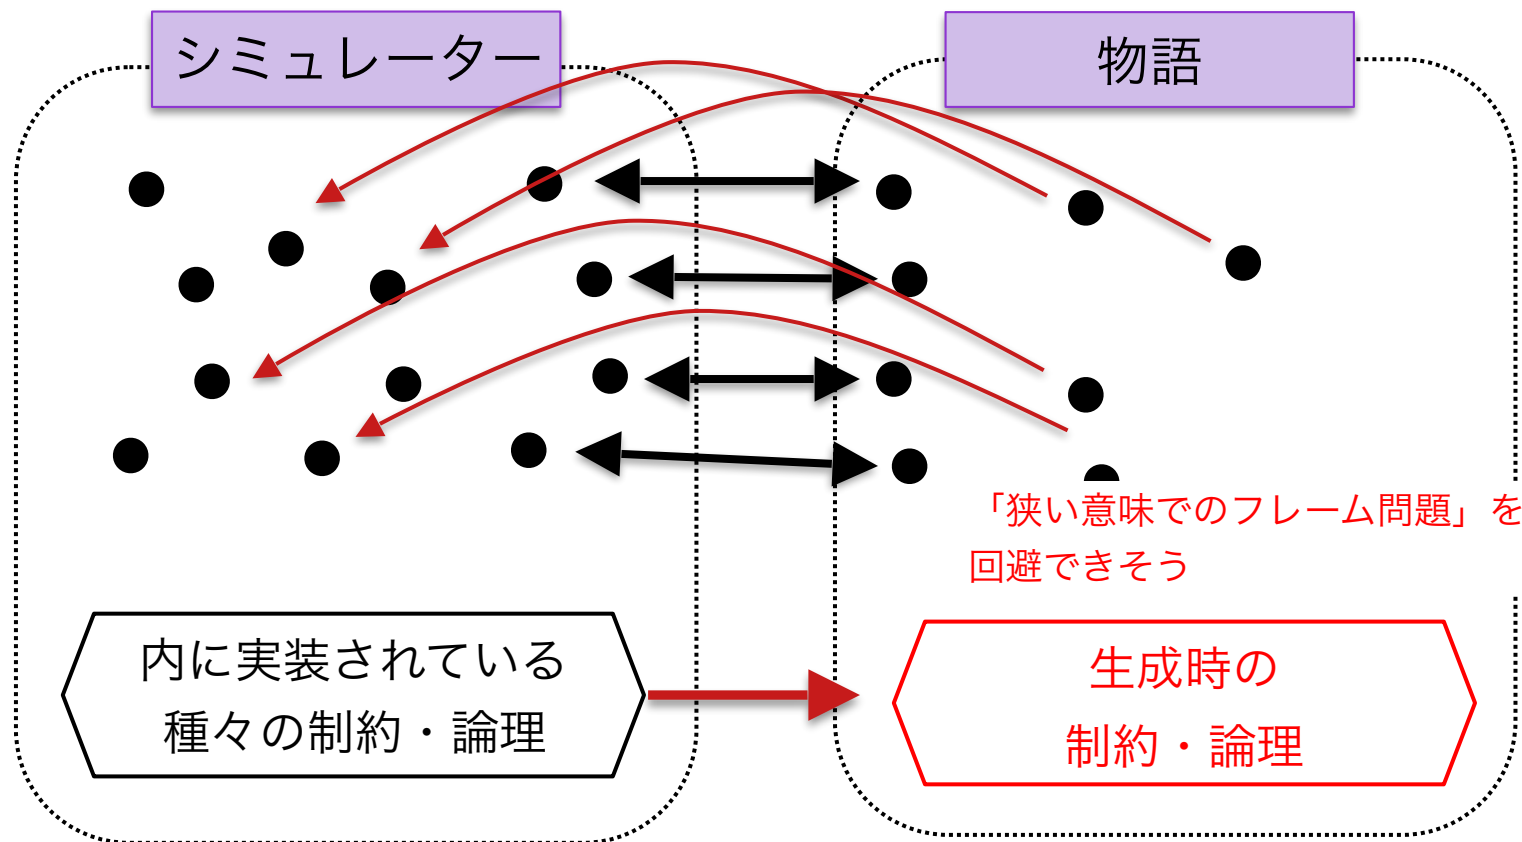 シミュレーター
物語
「狭い意味でのフレーム問題」を
回避できそう
内に実装されている
種々の制約・論理
生成時の
制約・論理